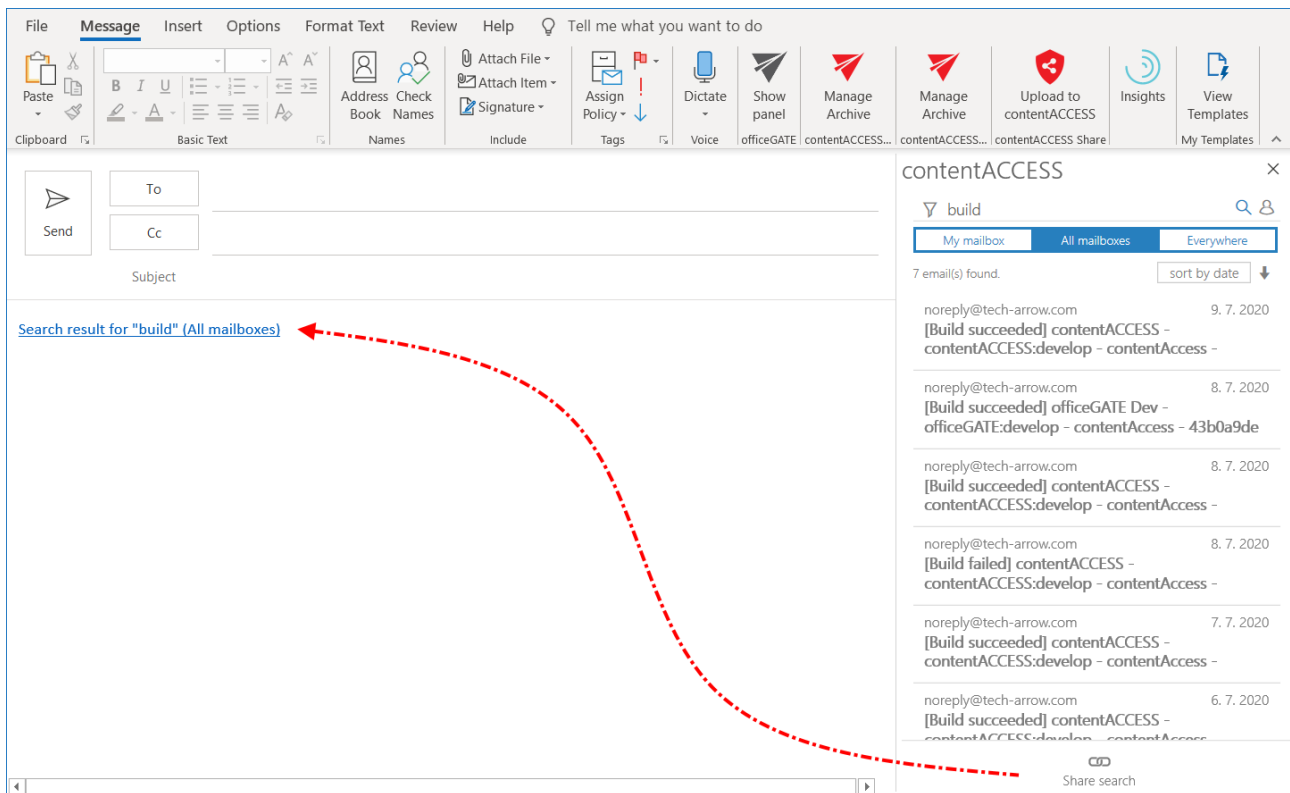 File Message Insert Options Format Text Review Help Tell me what you want to do
Paste
Clipboard
B I U
A
A A
Basic Text
Address Book
Check Names
Names
Attach File
Attach Item
Signature
Include
Assign Policy
Tags
Dictate
Voice
Show panel
officeGATE
Manage Archive
contentACCESS...
Manage Archive
contentACCESS...
Upload to contentACCESS
contentACCESS Share
Insights
View Templates
My Templates
Send
To
Cc
Subject
Search result for "build" (All mailboxes)
contentACCESS
build
My mailbox All mailboxes Everywhere
7 email(s) found. sort by date
noreply@tech-arrow.com 9. 7. 2020
[Build succeeded] contentACCESS -
contentACCESS:develop - contentAccess -
noreply@tech-arrow.com 8. 7. 2020
[Build succeeded] officeGATE Dev -
officeGATE:develop - contentAccess - 43b0a9de
noreply@tech-arrow.com 8. 7. 2020
[Build succeeded] contentACCESS -
contentACCESS:develop - contentAccess -
noreply@tech-arrow.com 8. 7. 2020
[Build failed] contentACCESS -
contentACCESS:develop - contentAccess -
noreply@tech-arrow.com 7. 7. 2020
[Build succeeded] contentACCESS -
contentACCESS:develop - contentAccess -
noreply@tech-arrow.com 6. 7. 2020
[Build succeeded] contentACCESS -
contentACCESS:develop - contentAccess
Share search